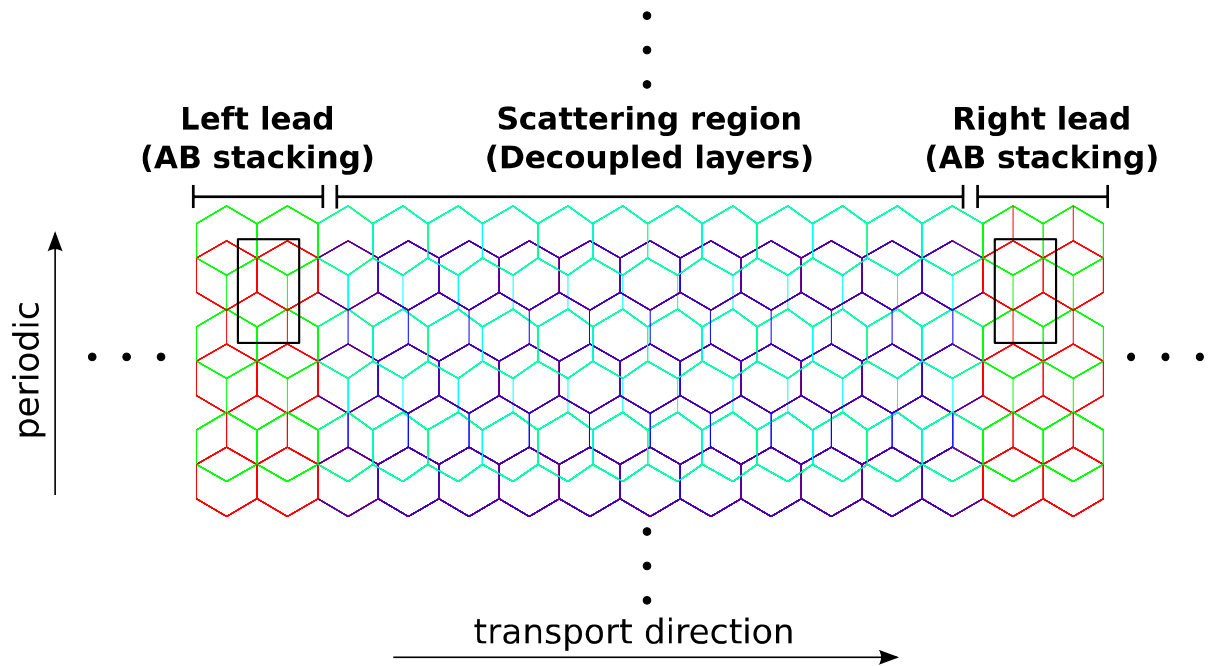 Left lead
(AB stacking)
Scattering region
(Decoupled layers)
Right lead
(AB stacking)
periodic
transport direction